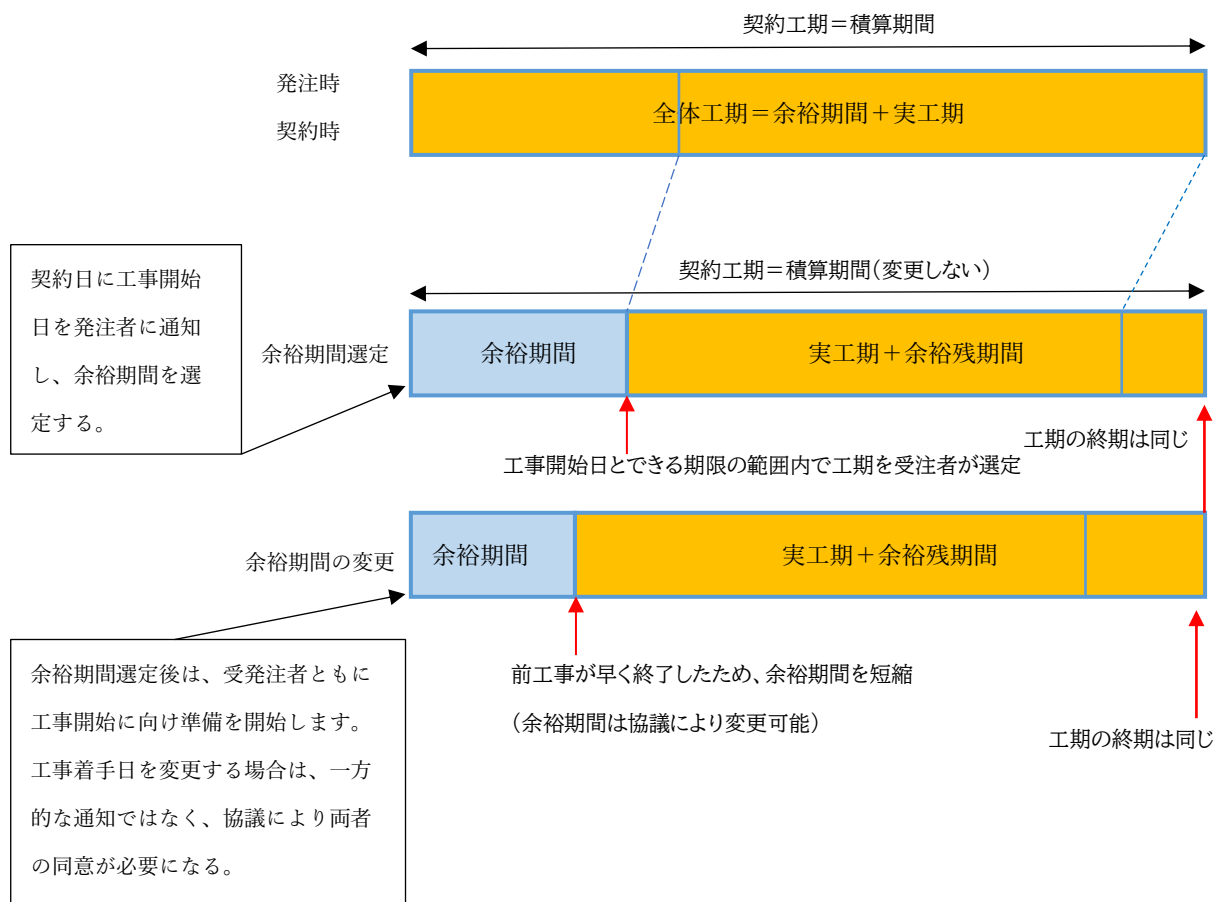 契約工期＝積算期間
発注時
契約時
全体工期＝余裕期間＋実工期
契約日に工事開始
日を発注者に通知
し、余裕期間を選
定する。
契約工期＝積算期間（変更しない）
余裕期間選定
余裕期間
実工期＋余裕残期間
工期の終期は同じ
工事開始日とできる期限の範囲内で工期を受注者が選定
余裕期間の変更
余裕期間
実工期＋余裕残期間
余裕期間選定後は、受発注者ともに
工事開始に向け準備を開始します。
工事着手日を変更する場合は、一方
的な通知ではなく、協議により両者
の同意が必要になる。
前工事が早く終了したため、余裕期間を短縮
（余裕期間は協議により変更可能）
工期の終期は同じ